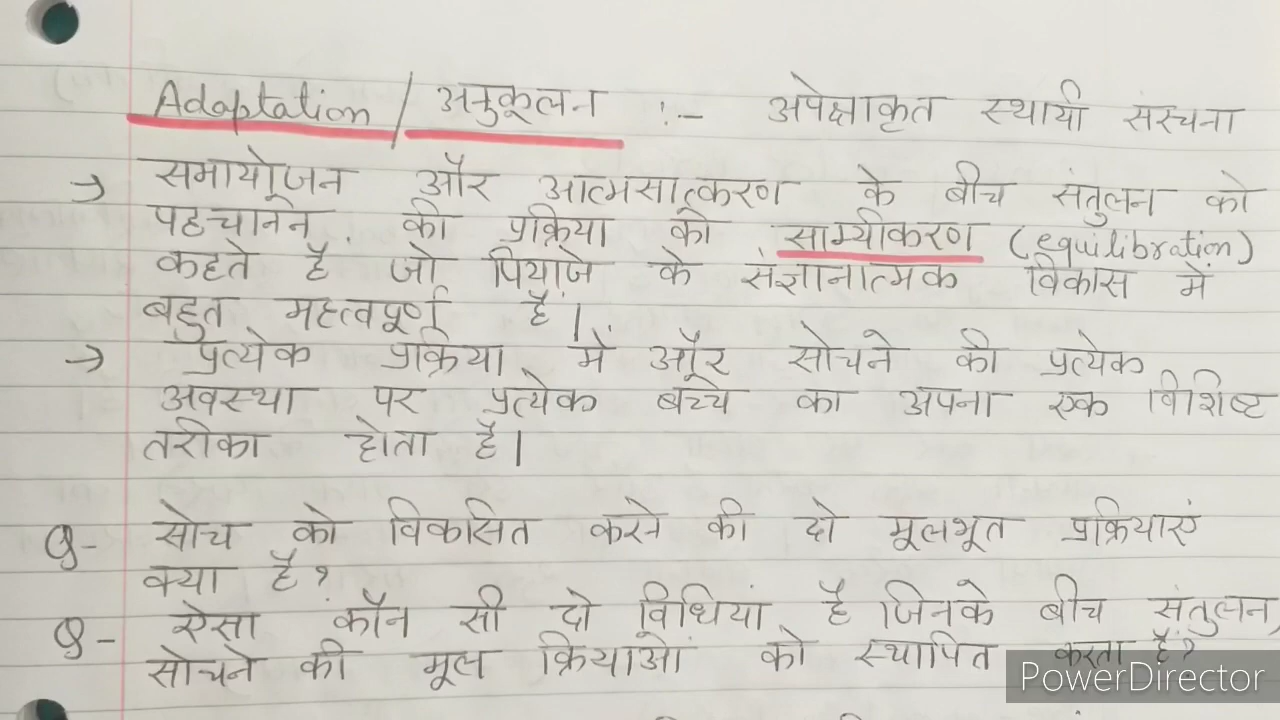 Adaptation / अनुकूलन :- अपेक्षाकृत स्थायी संरचना
→ समायोजन और आत्मसात्करण के बीच संतुलन को
पहचानने की प्रक्रिया को साम्यीकरण (equilibration)
कहते है जो पियाजे के संज्ञानात्मक विकास में
बहुत महत्वपूर्ण है।
→ प्रत्येक प्रक्रिया में और सोचने की प्रत्येक
अवस्था पर प्रत्येक बच्चे का अपना एक विशिष्ट
तरीका होता है।
Q- सोच को विकसित करने की दो मूलभूत प्रक्रियाएं
क्या है?
Q- ऐसा कौन सी दो विधियां है जिनके बीच संतुलन,
सोचने की मूल क्रियाओं को स्थापित करता है?
PowerDirector